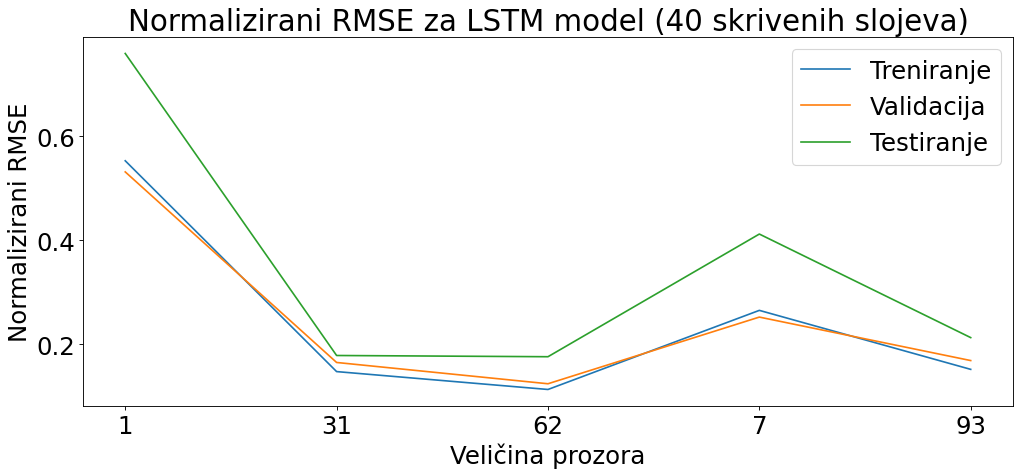 Normalizirani RMSE za LSTM model (40 skrivenih slojeva)
Treniranje
Validacija
Testiranje
Normalizirani RMSE
0.6
0.4
0.2
1 31 62 7 93
Veličina prozora